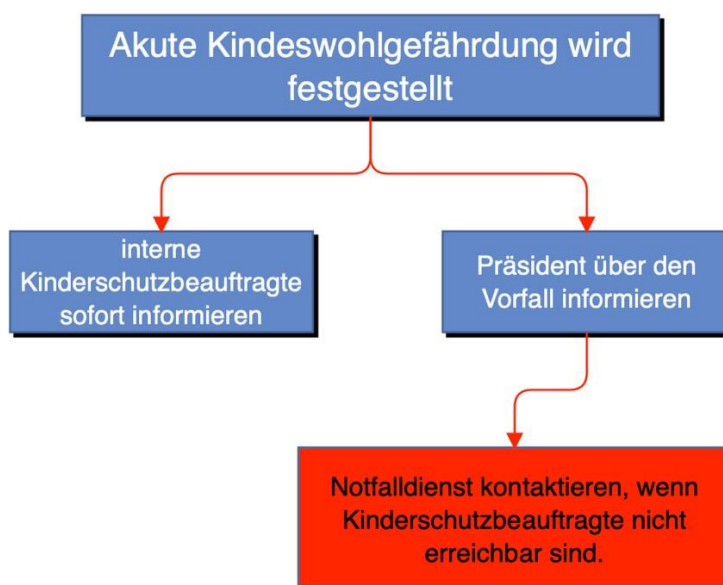 Akute Kindeswohlgefährdung wird
festgestellt
interne
Kinderschutzbeauftragte
sofort informieren
Präsident über den
Vorfall informieren
Notfalldienst kontaktieren, wenn
Kinderschutzbeauftragte nicht
erreichbar sind.